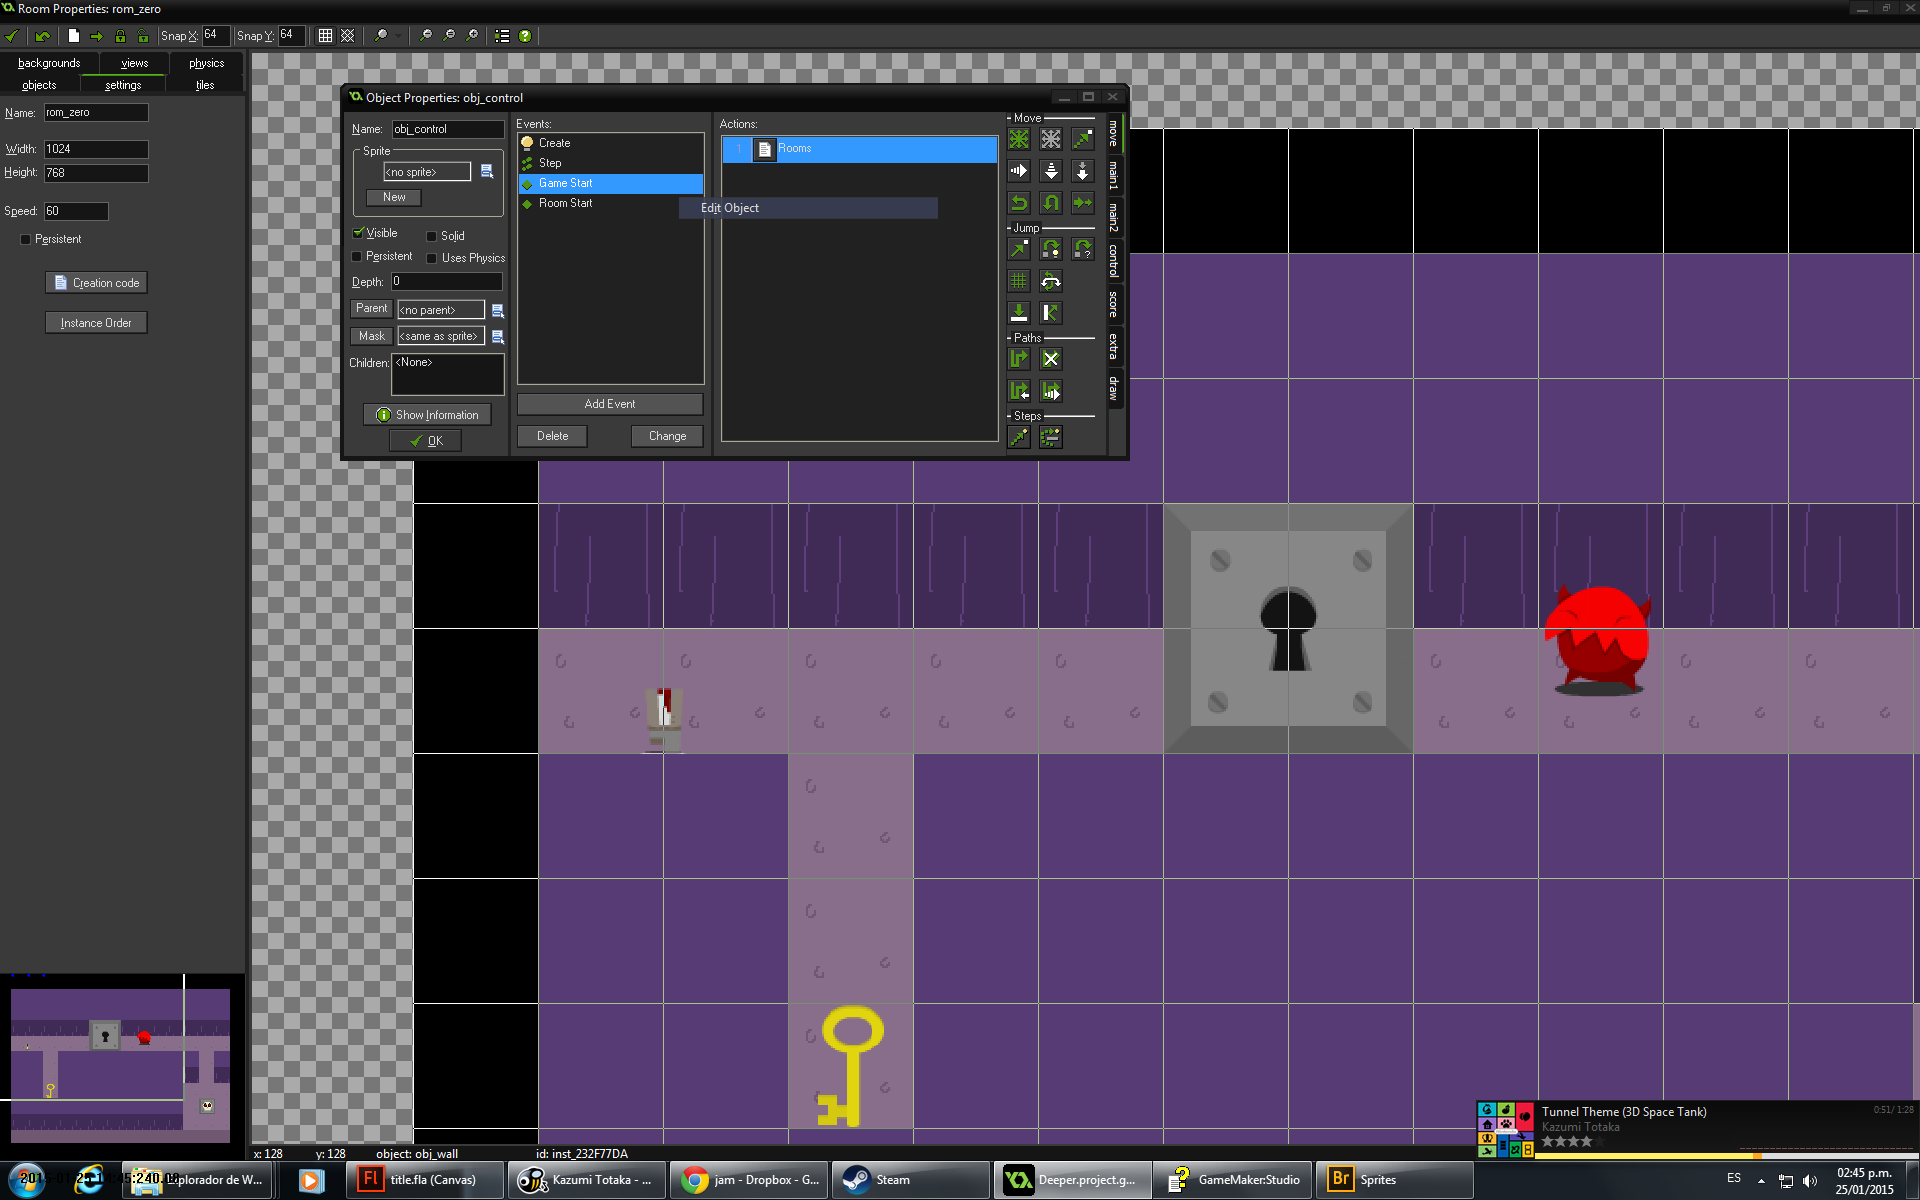 Room Properties: rom_zero
Snap X: 64 Snap Y: 64
backgrounds views physics
objects settings tiles
Name: rom_zero
Width: 1024
Height: 768
Speed: 60
Persistent
Creation code
Instance Order
Object Properties: obj_control
Name: obj_control
Sprite
<no sprite>
New
Visible Solid
Persistent Uses Physics
Depth: 0
Parent <no parent>
Mask <same as sprite>
Children: <None>
Show Information
OK
Events:
Create
Step
Game Start
Room Start
Add Event
Delete Change
Actions:
1 Rooms
Edit Object
Move
Jump
Paths
Steps
move
main1
main2
control
score
extra
draw
Tunnel Theme (3D Space Tank)
0:51/ 1:28
Kazumi Totaka
x: 128 y: 128 object: obj_wall id: inst_232F77DA
Explorador de W...
Fl title.fla (Canvas)
Kazumi Totaka - ...
jam - Dropbox - G...
Steam
Deeper.project.g...
GameMaker:Studio
Br Sprites
ES
02:45 p.m.
25/01/2015